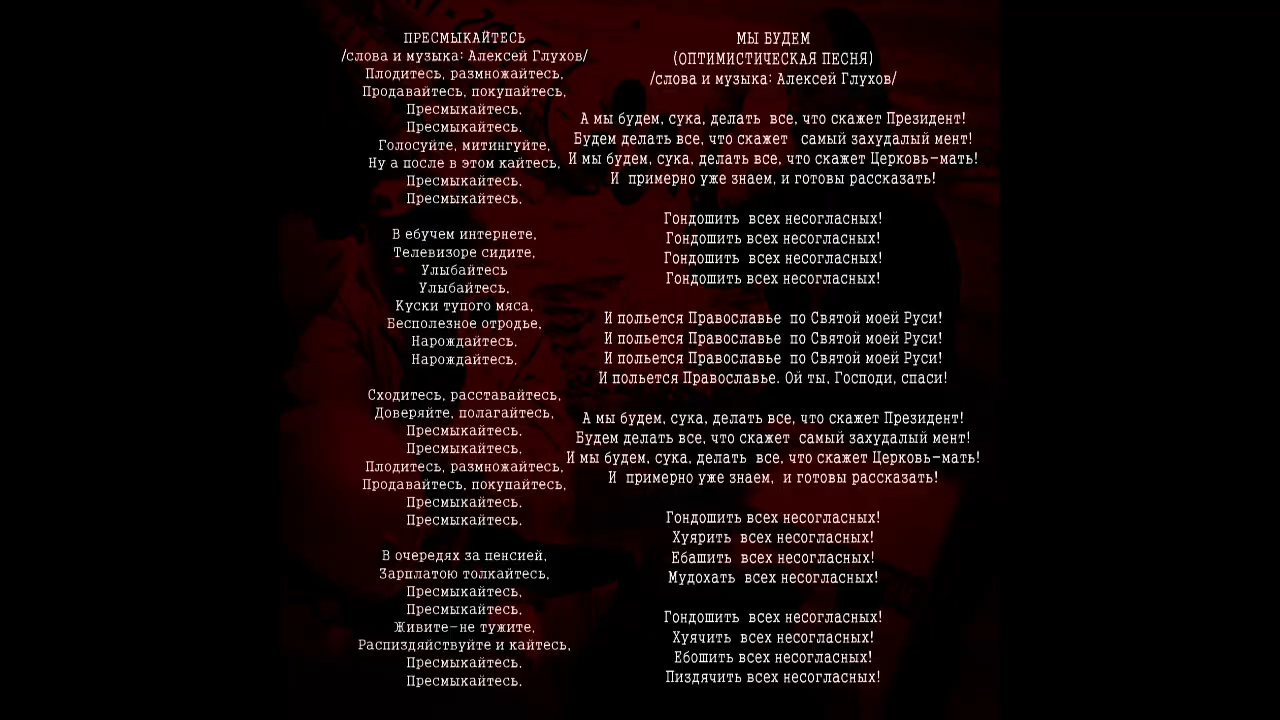 ПРЕСМЫКАЙТЕСЬ
/слова и музыка: Алексей Глухов/
Плодитесь, размножайтесь,
Продавайтесь, покупайтесь,
Пресмыкайтесь,
Пресмыкайтесь.
Голосуйте, митингуйте,
Ну а после в этом кайтесь,
Пресмыкайтесь,
Пресмыкайтесь.
В ебучем интернете,
Телевизоре сидите,
Улыбайтесь
Улыбайтесь.
Куски тупого мяса,
Бесполезное отродье,
Нарождайтесь,
Нарождайтесь.
Сходитесь, расставайтесь,
Доверяйте, полагайтесь,
Пресмыкайтесь.
Пресмыкайтесь.
Плодитесь, размножайтесь,
Продавайтесь, покупайтесь,
Пресмыкайтесь,
Пресмыкайтесь.
В очередях за пенсией,
Зарплатою толкайтесь,
Пресмыкайтесь,
Пресмыкайтесь,
Живите-не тужите,
Распиздяйствуйте и кайтесь,
Пресмыкайтесь,
Пресмыкайтесь.
МЫ БУДЕМ
(ОПТИМИСТИЧЕСКАЯ ПЕСНЯ)
/слова и музыка: Алексей Глухов/
А мы будем, сука, делать все, что скажет Президент!
Будем делать все, что скажет самый захудалый мент!
И мы будем, сука, делать все, что скажет Церковь-мать!
И примерно уже знаем, и готовы рассказать!
Гондошить всех несогласных!
Гондошить всех несогласных!
Гондошить всех несогласных!
Гондошить всех несогласных!
И польется Православье по Святой моей Руси!
И польется Православье по Святой моей Руси!
И польется Православье по Святой моей Руси!
И польется Православье. Ой ты, Господи, спаси!
А мы будем, сука, делать все, что скажет Президент!
Будем делать все, что скажет самый захудалый мент!
И мы будем, сука, делать все, что скажет Церковь-мать!
И примерно уже знаем, и готовы рассказать!
Гондошить всех несогласных!
Хуярить всех несогласных!
Ебашить всех несогласных!
Мудохать всех несогласных!
Гондошить всех несогласных!
Хуячить всех несогласных!
Ебошить всех несогласных!
Пиздячить всех несогласных!